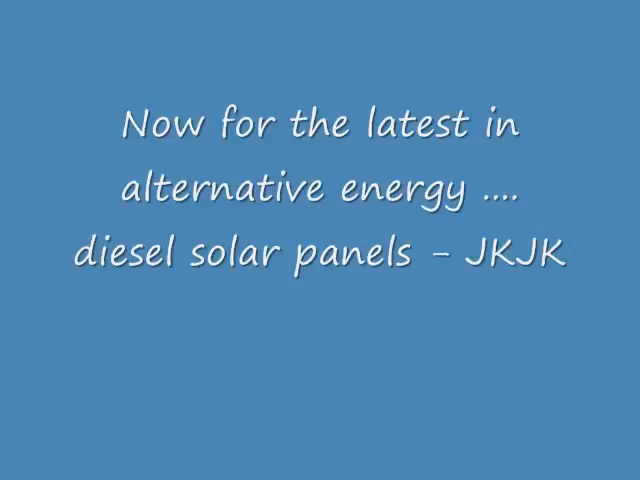 Now for the latest in
alternative energy ....
diesel solar panels - JKJK